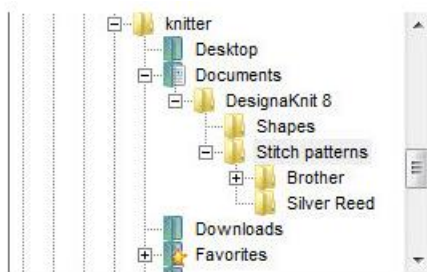 knitter
Desktop
Documents
DesignaKnit 8
Shapes
Stitch patterns
Brother
Silver Reed
Downloads
Favorites